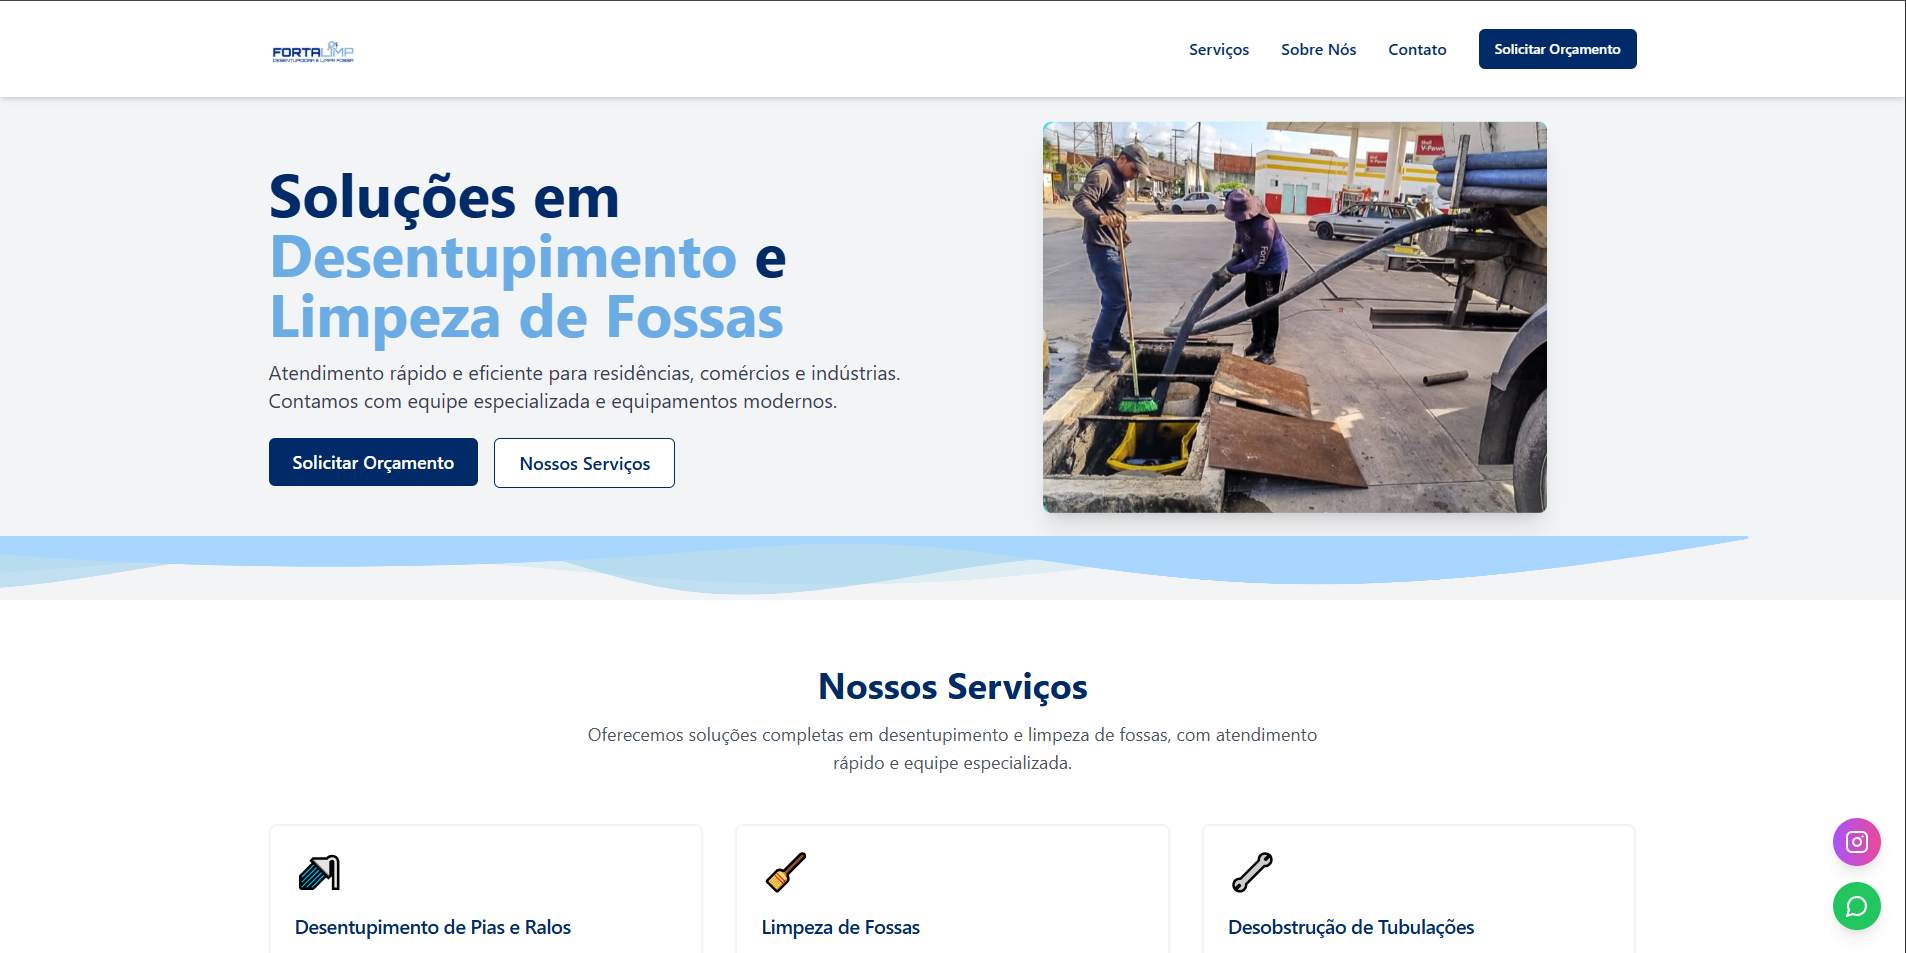 FORTALIMP
DESENTUPIDORA E LIMPA FOSSA
Serviços
Sobre Nós
Contato
Solicitar Orçamento
Soluções em
Desentupimento e
Limpeza de Fossas
Atendimento rápido e eficiente para residências, comércios e indústrias.
Contamos com equipe especializada e equipamentos modernos.
Solicitar Orçamento
Nossos Serviços
Shell
V-Power
Nossos Serviços
Oferecemos soluções completas em desentupimento e limpeza de fossas, com atendimento
rápido e equipe especializada.
Desentupimento de Pias e Ralos
Limpeza de Fossas
Desobstrução de Tubulações